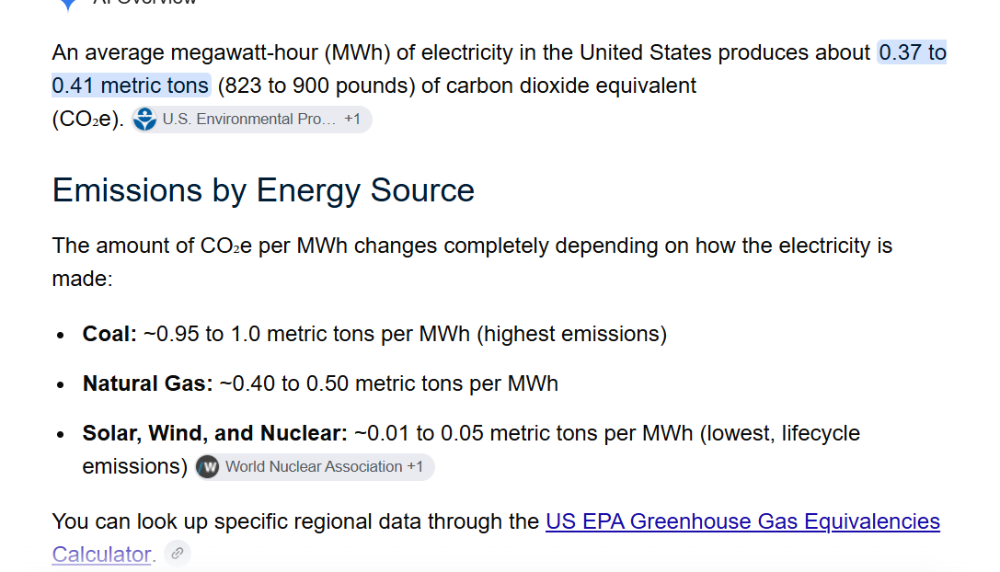 AI Overview
An average megawatt-hour (MWh) of electricity in the United States produces about 0.37 to
0.41 metric tons (823 to 900 pounds) of carbon dioxide equivalent
(CO₂e). U.S. Environmental Pro... +1
Emissions by Energy Source
The amount of CO₂e per MWh changes completely depending on how the electricity is
made:
• Coal: ~0.95 to 1.0 metric tons per MWh (highest emissions)
• Natural Gas: ~0.40 to 0.50 metric tons per MWh
• Solar, Wind, and Nuclear: ~0.01 to 0.05 metric tons per MWh (lowest, lifecycle
emissions) World Nuclear Association +1
You can look up specific regional data through the US EPA Greenhouse Gas Equivalencies
Calculator.